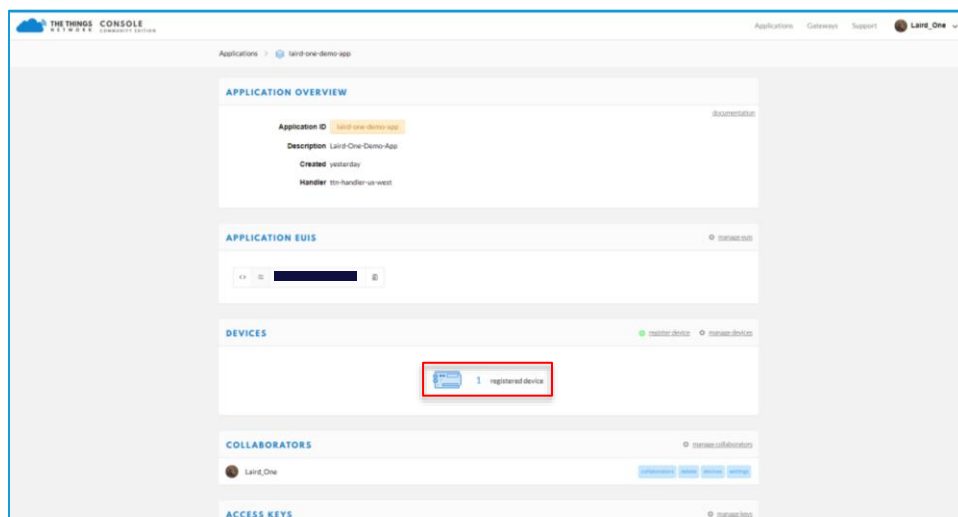 THE THINGS CONSOLE
NETWORK COMMUNITY EDITION
Applications Gateways Support Laird_One
Applications > laird-one-demo-app
APPLICATION OVERVIEW
documentation
Application ID laird-one-demo-app
Description Laird-One-Demo-App
Created yesterday
Handler ttn-handler-us-west
APPLICATION EUIS
manage euis
DEVICES
register device manage devices
1 registered device
COLLABORATORS
manage collaborators
Laird_One
collaborators delete devices settings
ACCESS KEYS
manage keys